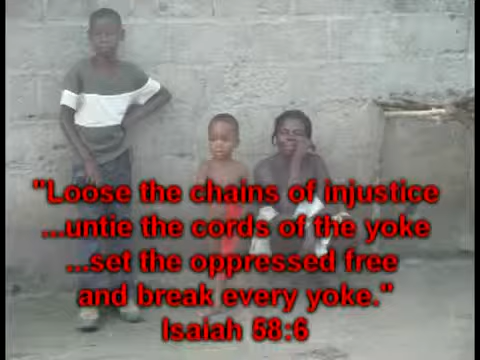 "Loose the chains of injustice
...untie the cords of the yoke
...set the oppressed free
and break every yoke."
Isaiah 58:6